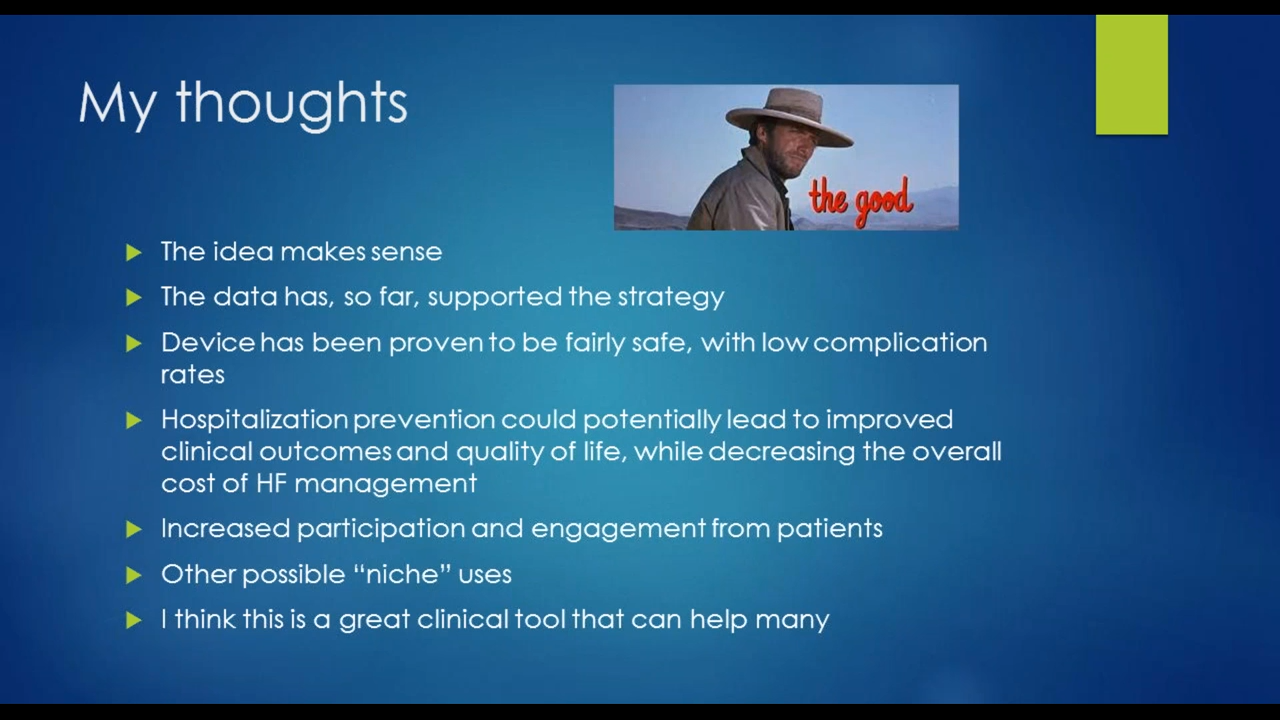 My thoughts
the good
The idea makes sense
The data has, so far, supported the strategy
Device has been proven to be fairly safe, with low complication
rates
Hospitalization prevention could potentially lead to improved
clinical outcomes and quality of life, while decreasing the overall
cost of HF management
Increased participation and engagement from patients
Other possible “niche” uses
I think this is a great clinical tool that can help many